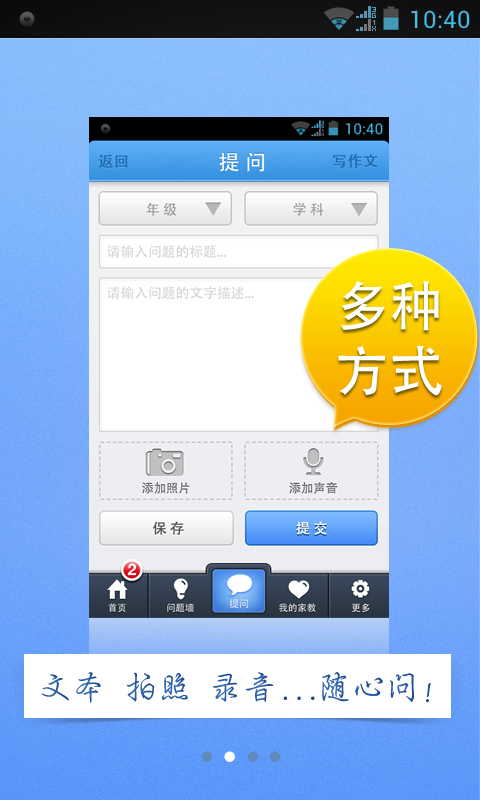 10:40
10:40
返回 提问 写作文
年级 学科
请输入问题的标题...
请输入问题的文字描述...
多种
方式
添加照片 添加声音
保存 提交
2
首页 问题墙 提问 我的家教 更多
文本 拍照 录音...随心问!